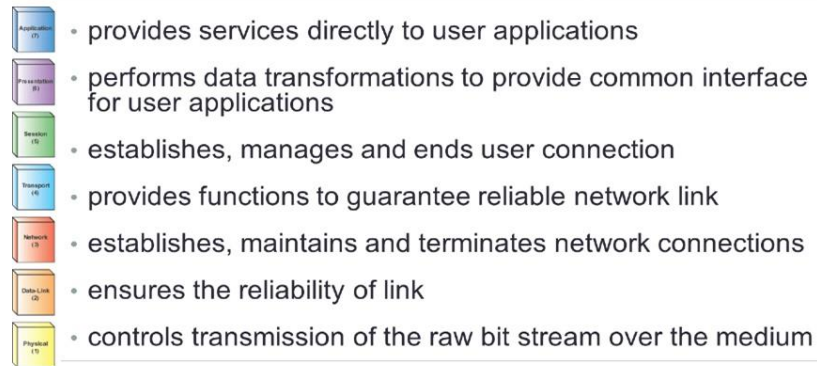 Application
(7)
• provides services directly to user applications
Presentation
(6)
• performs data transformations to provide common interface
for user applications
Session
(5)
• establishes, manages and ends user connection
Transport
(4)
• provides functions to guarantee reliable network link
Network
(3)
• establishes, maintains and terminates network connections
Data-Link
(2)
• ensures the reliability of link
Physical
(1)
• controls transmission of the raw bit stream over the medium